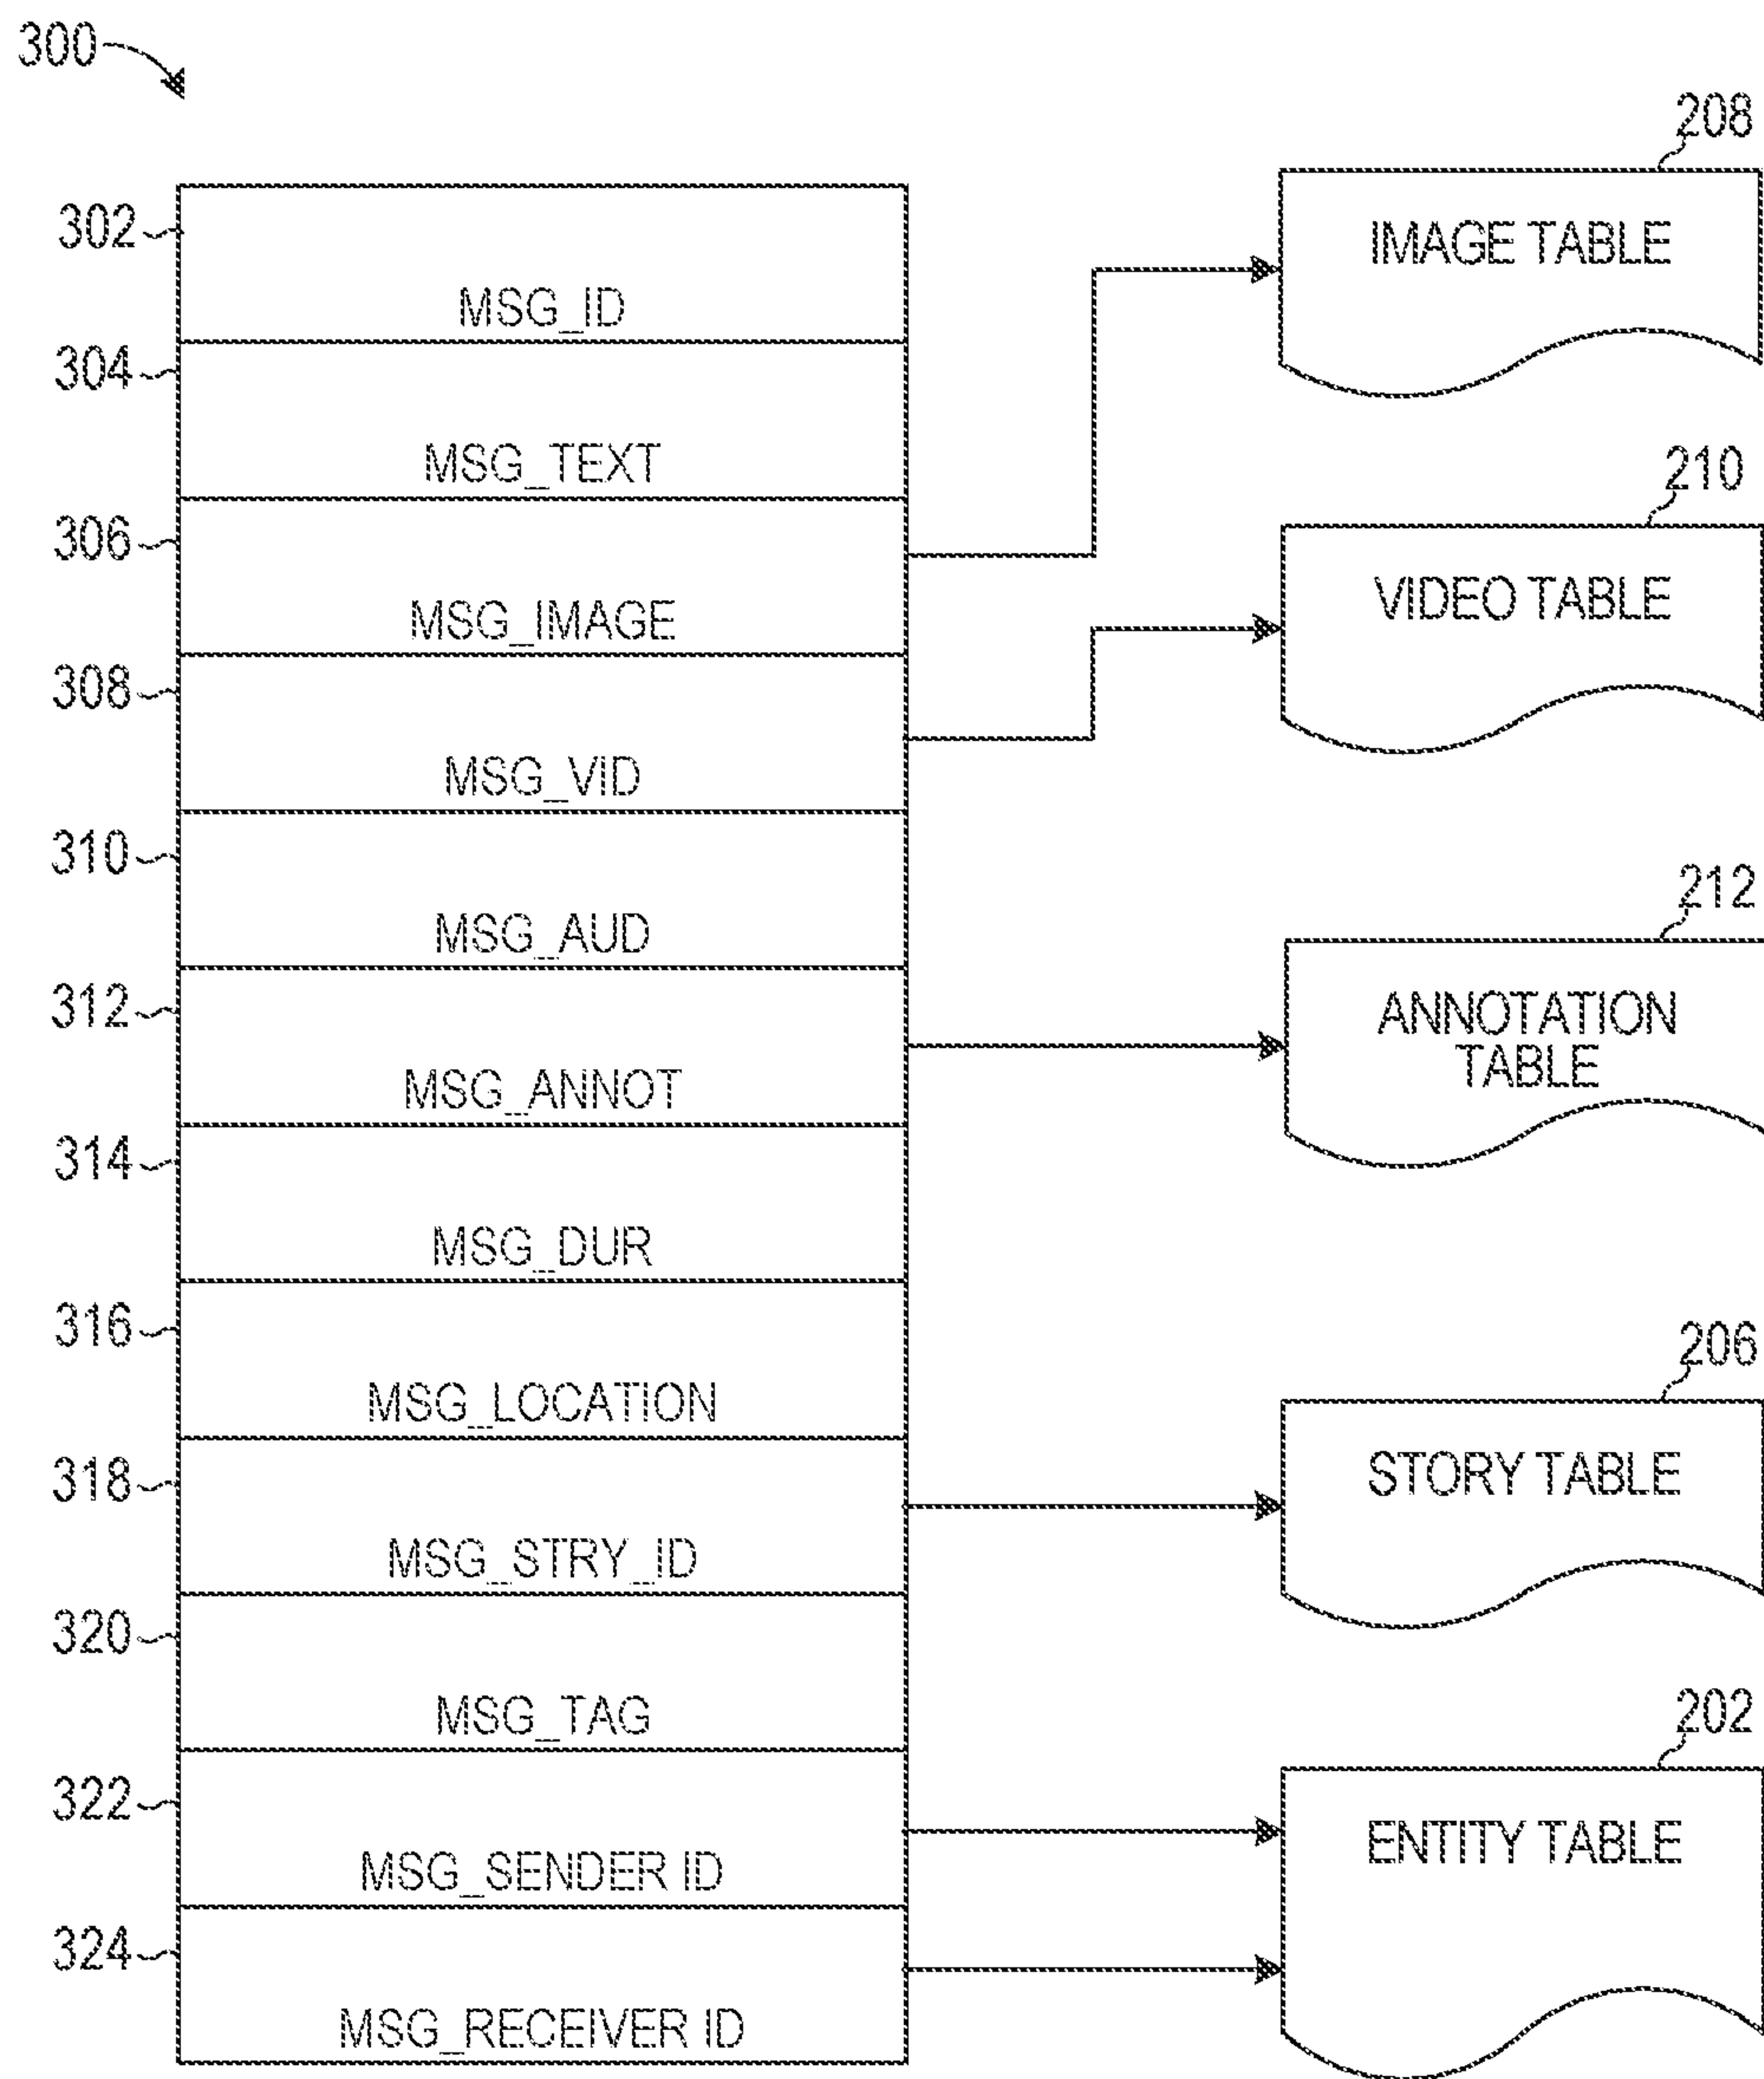 300
302
MSG_ID
304
MSG_TEXT
306
MSG_IMAGE
308
MSG_VID
310
MSG_AUD
312
MSG_ANNOT
314
MSG_DUR
316
MSG_LOCATION
318
MSG_STRY_ID
320
MSG_TAG
322
MSG_SENDER ID
324
MSG_RECEIVER ID
208
IMAGE TABLE
210
VIDEO TABLE
212
ANNOTATION
TABLE
206
STORY TABLE
202
ENTITY TABLE